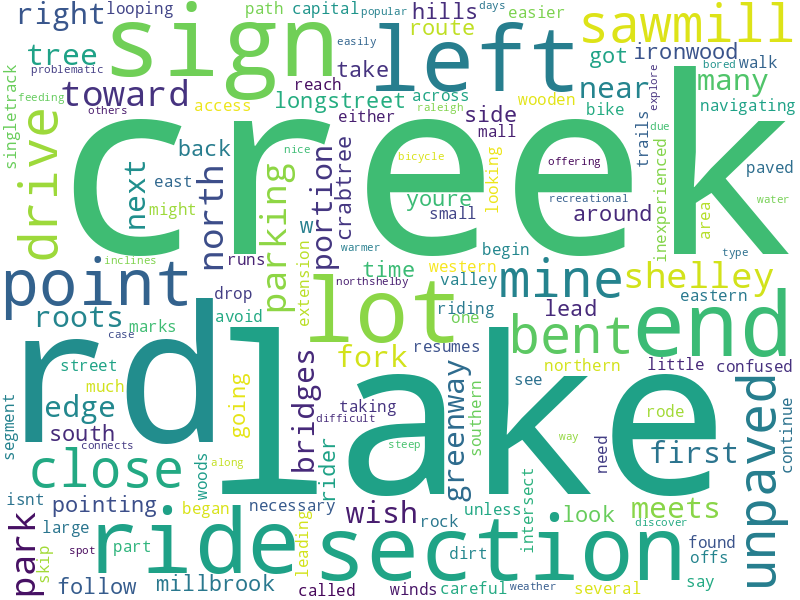 right looping
path capital
popular
days
hills easier
sign
left
sawmill
route
easily
tree
problematic
take
got ironwood
bored walk
toward
others
singletrack
feeding
access
longstreet
reach
across
either
near
wooden
bike
many
explore
raleigh
side
mall
navigating
due
drive
creek
back
next
east
might
north
parking
portion
crabtree
bicycle
youre
small
looking
offering
recreational
around
trails
inexperienced
area
paved
water
w
runs
inclines
warmer
begin
type
point
drop
extension
northshelby
time
western
valley
mine
shelley
eastern
roots
marks
avoid
lot
riding
one
lead
bent
end
case
street
rd
lake
fork
resumes
northern
little
confused
much
going
bridges
greenway
southern
see
edge
south
connects
taking
difficult
steep
way
need
rode
first
unpaved
continue
segment
close
woods
along
rider
isnt
pointing
began
necessary
wish
rock
unless
intersect
look
meets
discover
large
park
skip
spot
part
ride
leading
section
dirt
found
offs
follow
millbrook
called
winds
weather
careful
several
say
nice